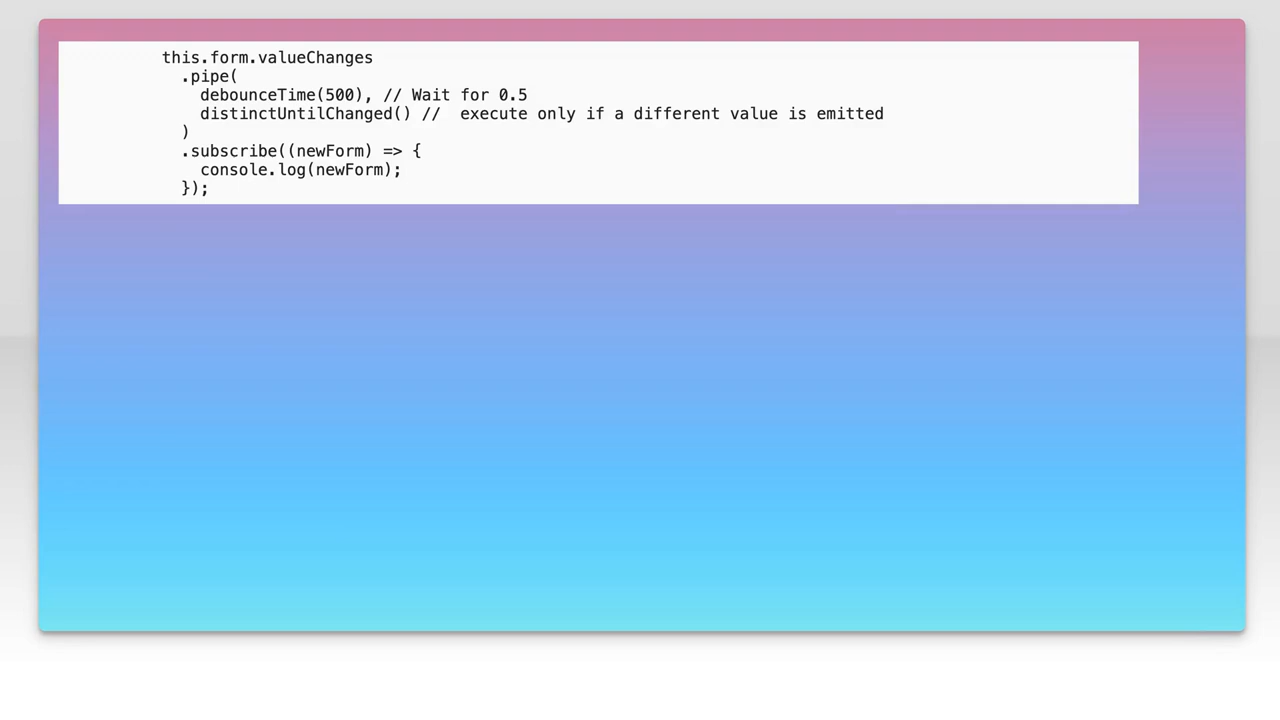 this.form.valueChanges
.pipe(
debounceTime(500), // Wait for 0.5
distinctUntilChanged() //  execute only if a different value is emitted
)
.subscribe((newForm) => {
console.log(newForm);
});